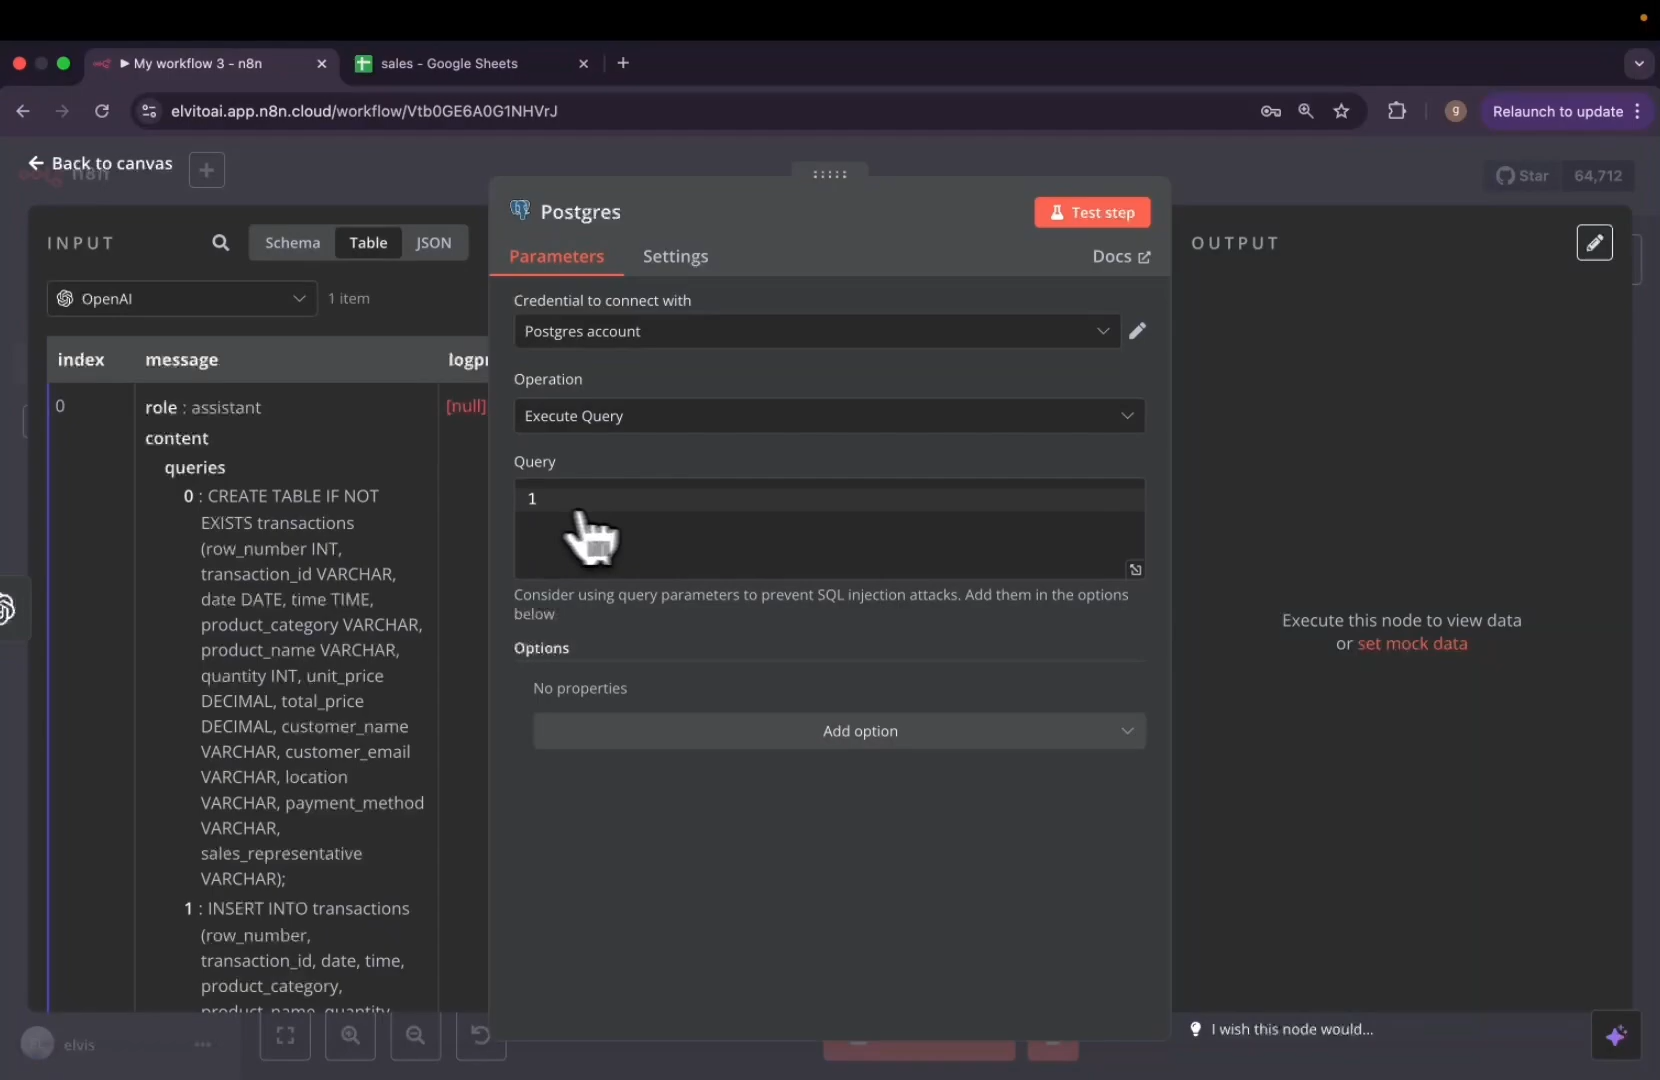 My workflow 3 - n8n
sales - Google Sheets
elvitoai.app.n8n.cloud/workflow/Vtb0GE6A0G1NHVrJ
g
Relaunch to update
Back to canvas
n8n
Star 64,712
INPUT
Schema
Table
JSON
OpenAI
1 item
index
message
0
role : assistant
[null]
content
queries
0 : CREATE TABLE IF NOT
EXISTS transactions
(row_number INT,
transaction_id VARCHAR,
date DATE, time TIME,
product_category VARCHAR,
product_name VARCHAR,
quantity INT, unit_price
DECIMAL, total_price
DECIMAL, customer_name
VARCHAR, customer_email
VARCHAR, location
VARCHAR, payment_method
VARCHAR,
sales_representative
VARCHAR);
1 : INSERT INTO transactions
(row_number,
transaction_id, date, time,
product_category,
product_name, quantity,
Postgres
Test step
Parameters
Settings
Docs
Credential to connect with
Postgres account
Operation
Execute Query
Query
1
Consider using query parameters to prevent SQL injection attacks. Add them in the options
below
Options
No properties
Add option
OUTPUT
Execute this node to view data
or set mock data
I wish this node would...
elvis